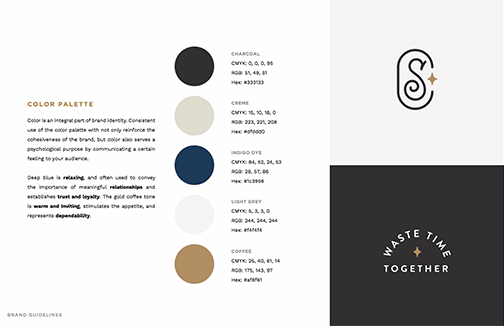 COLOR PALETTE
Color is an integral part of brand identity. Consistent
use of the color palette with not only reinforce the
cohesiveness of the brand, but color also serves a
psychological purpose by communicating a certain
feeling to your audience.
Deep blue is relaxing, and often used to convey
the importance of meaningful relationships and
establishes trust and loyalty. The gold coffee tone
is warm and inviting, stimulates the appetite, and
represents dependability.
BRAND GUIDELINES
CHARCOAL
CMYK: 0, 0, 0, 95
RGB: 51, 49, 51
Hex: #333133
CREME
CMYK: 15, 10, 18, 0
RGB: 223, 221, 208
Hex: #dfddd0
INDIGO DYE
CMYK: 84, 52, 24, 53
RGB: 28, 57, 86
Hex: #1c3956
LIGHT GREY
CMYK: 5, 3, 3, 0
RGB: 244, 244, 244
Hex: #f4f4f4
COFFEE
CMYK: 25, 40, 61, 14
RGB: 175, 143, 97
Hex: #af8f61
S
WASTE TIME
TOGETHER